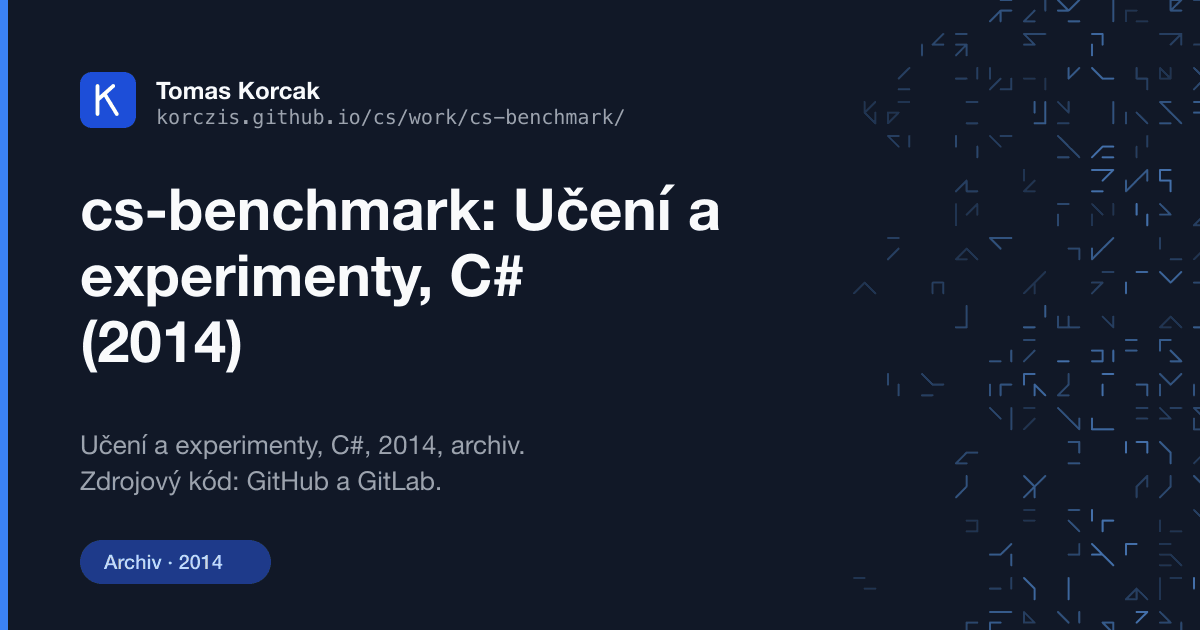 Tomas Korcak
korczis.github.io/cs/work/cs-benchmark/
cs-benchmark: Učení a
experimenty, C#
(2014)
Učení a experimenty, C#, 2014, archiv.
Zdrojový kód: GitHub a GitLab.
Archiv · 2014